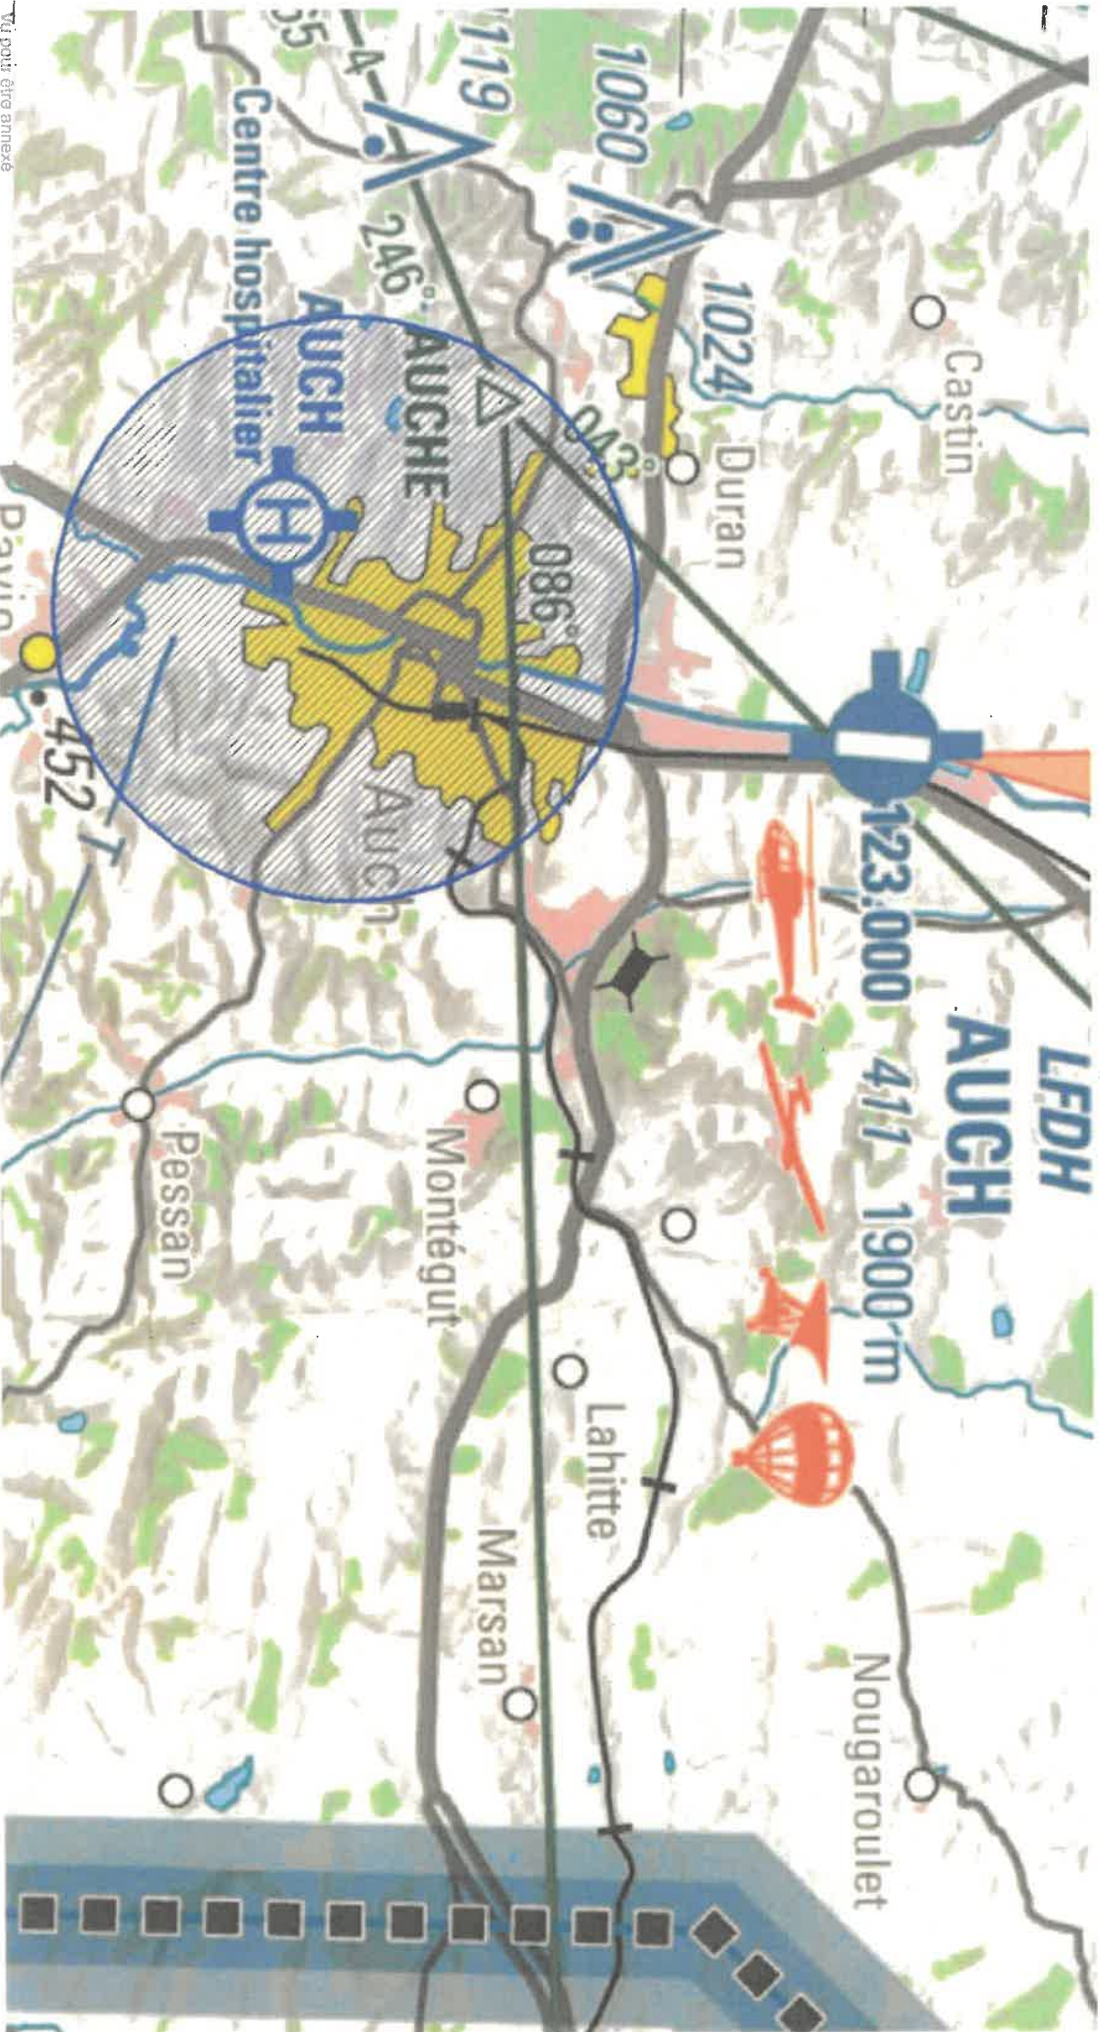 Vu pour être annexé
119
1060
1024
A
246°
Castin
Duran
043°
AUCHE
086°
AUCH
Centre hospitalier
H
Auch
452
T
LFDH
AUCH
123.000 411 1900 m
Pessan
Montégut
Lahitte
Marsan
Nougaroulet